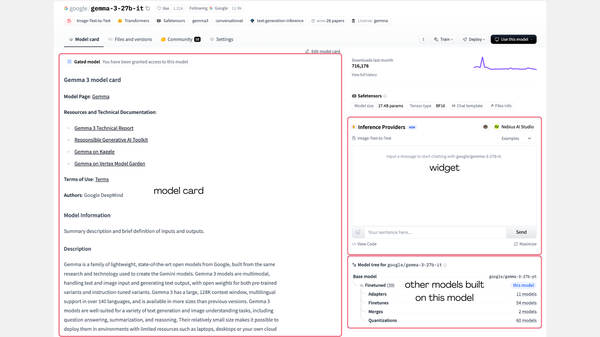 google/gemma-3-27b-it
like 1.21k
Following Google
Image-Text-to-Text
Transformers
Safetensors
gemma3
conversational
text-generation-inference
arxiv: 26 papers
License: gemma
Model card
Files and versions
Community
Settings
Train
Deploy
Use this model
Edit model card
Gated model You have been granted access to this model
Gemma 3 model card
Model Page: Gemma
Resources and Technical Documentation:
Gemma 3 Technical Report
Responsible Generative AI Toolkit
Gemma on Kaggle
Gemma on Vertex Model Garden
Terms of Use: Terms
Authors: Google DeepMind
model card
Model Information
Summary description and brief definition of inputs and outputs.
Description
Gemma is a family of lightweight, state-of-the-art open models from Google, built from the same
research and technology used to create the Gemini models. Gemma 3 models are multimodal,
handling text and image input and generating text output, with open weights for both pre-trained
variants and instruction-tuned variants. Gemma 3 has a large, 128K context window, multilingual
support in over 140 languages, and is available in more sizes than previous versions. Gemma 3
models are well-suited for a variety of text generation and image understanding tasks, including
question answering, summarization, and reasoning. Their relatively small size makes it possible to
deploy them in environments with limited resources such as laptops, desktops or your own cloud
Downloads last month
716,176
View full history
Safetensors
Model size 27.4B params
Tensor type BF16
Chat template
Files info
Inference Providers NEW
Nebius AI Studio
Image-Text-to-Text
Examples
Input a message to start chatting with google/gemma-3-27b-it.
widget
Your sentence here...
Send
View Code
Maximize
Model tree for google/gemma-3-27b-it
Base model google/gemma-3-27b-pt
Finetuned (39) this model
Adapters 11 models
Finetunes 54 models
Merges 2 models
Quantizations 60 models
other models built
on this model